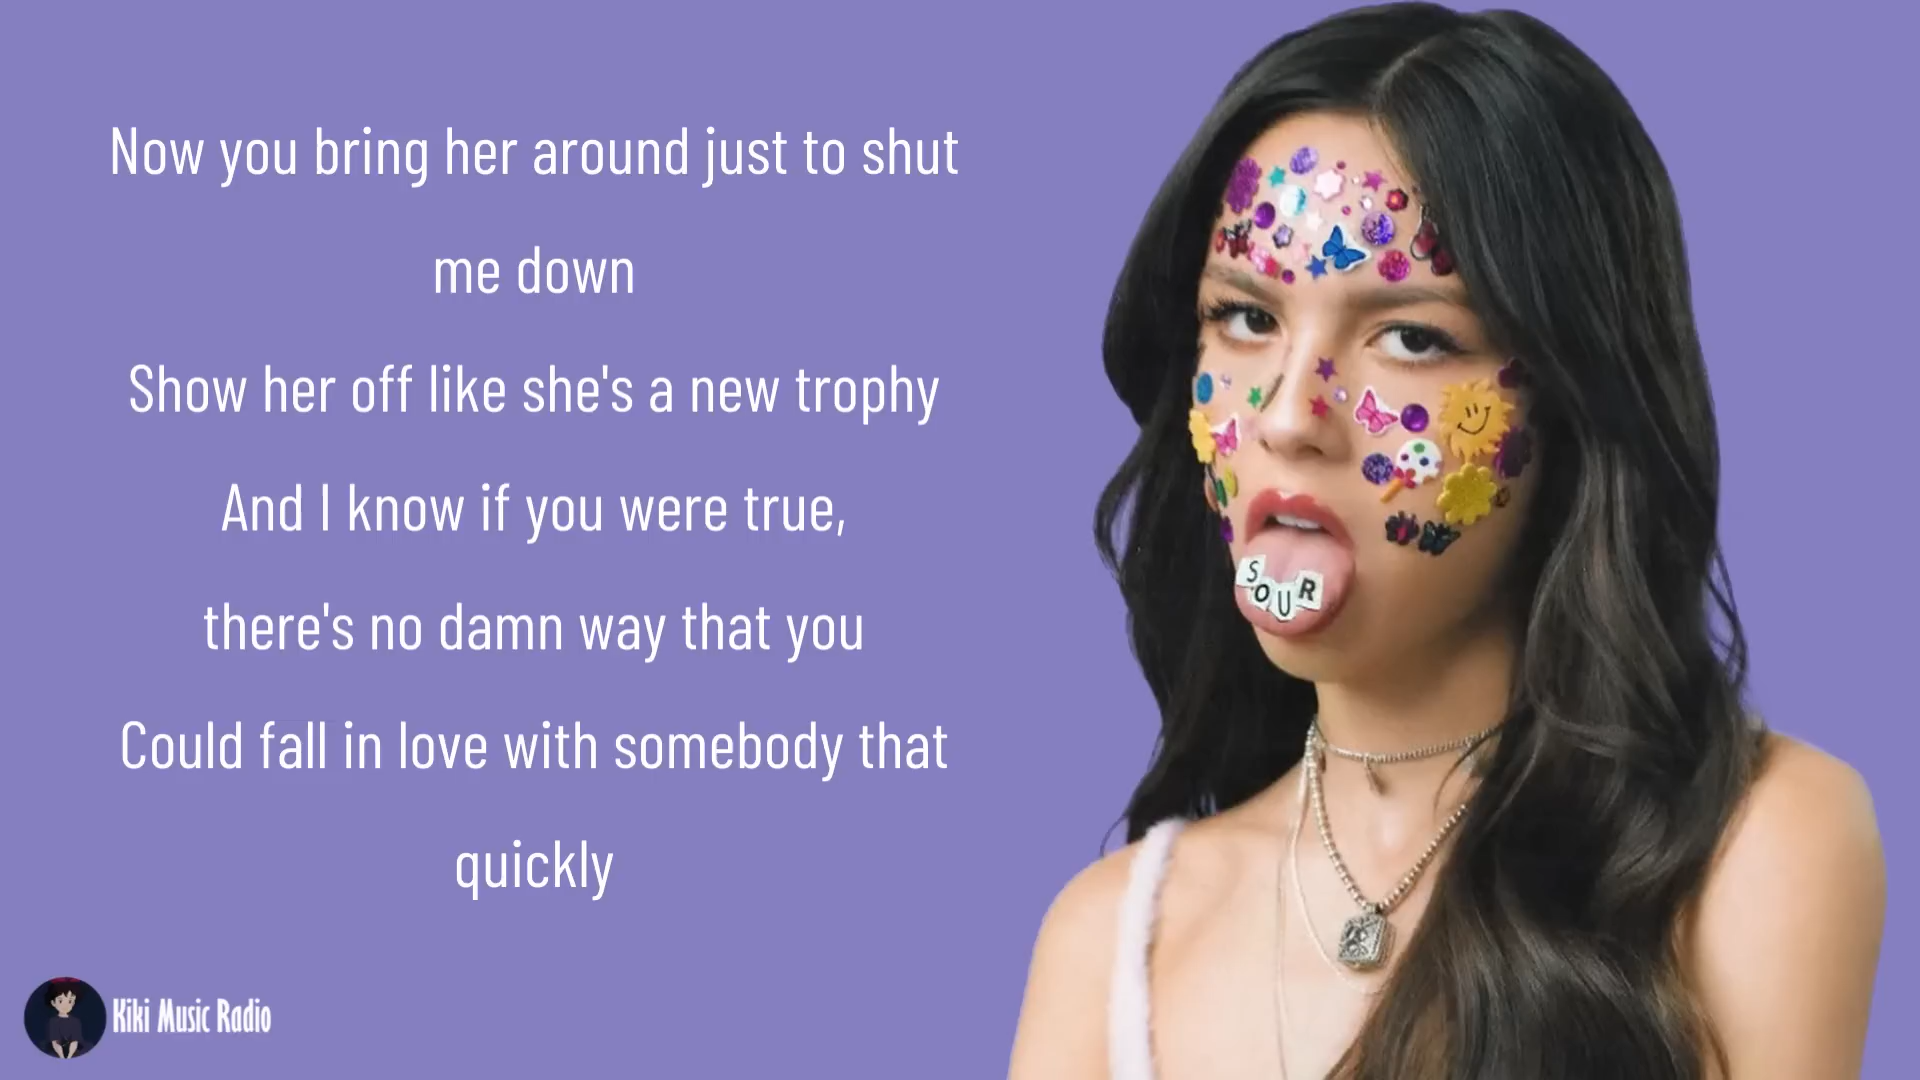 Now you bring her around just to shut
me down
Show her off like she's a new trophy
And I know if you were true,
there's no damn way that you
Could fall in love with somebody that
quickly
SOUR
Kiki Music Radio